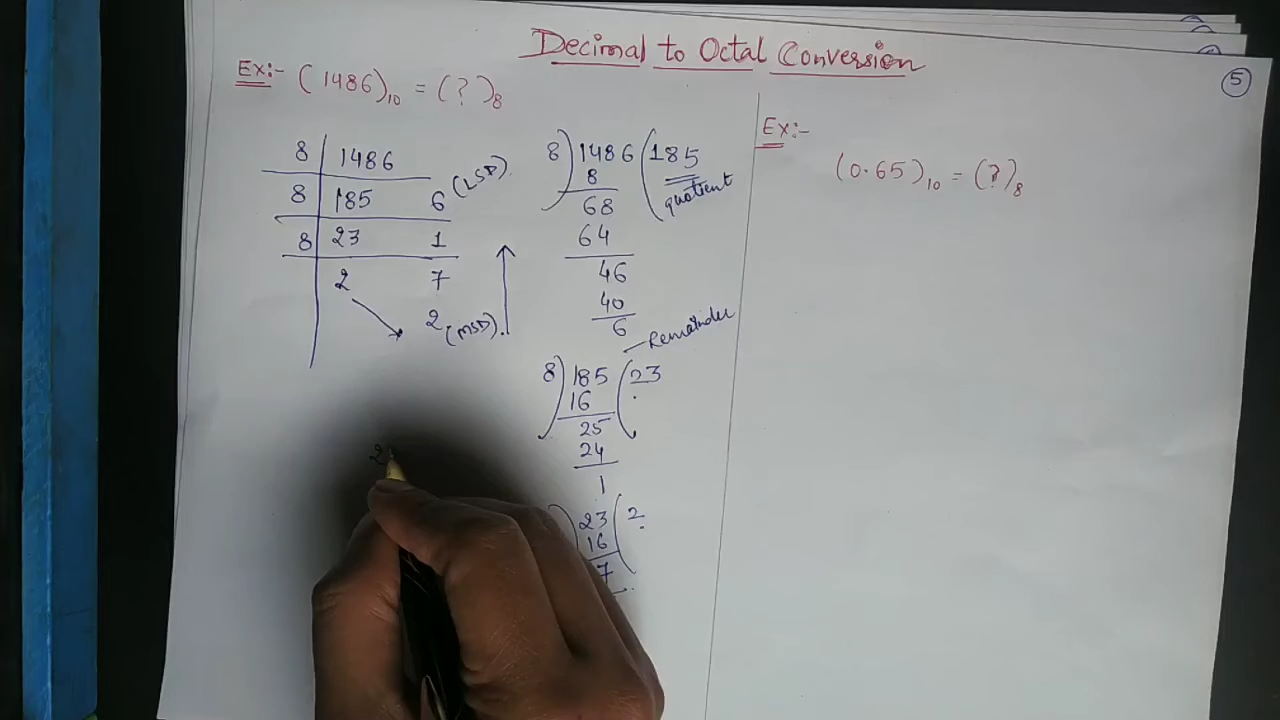 Decimal to Octal Conversion
5
Ex:- (1486)10 = (?)8
8 1486
8 185 6 (LSD)
8 23 1
2 7
2 (MSD)
8)1486(185
8 quotient
68
64
46
40
6
Remainder
8)185(23
16
25
24
1
)23(2
16
7
2
Ex:-
(0.65)10 = (?)8